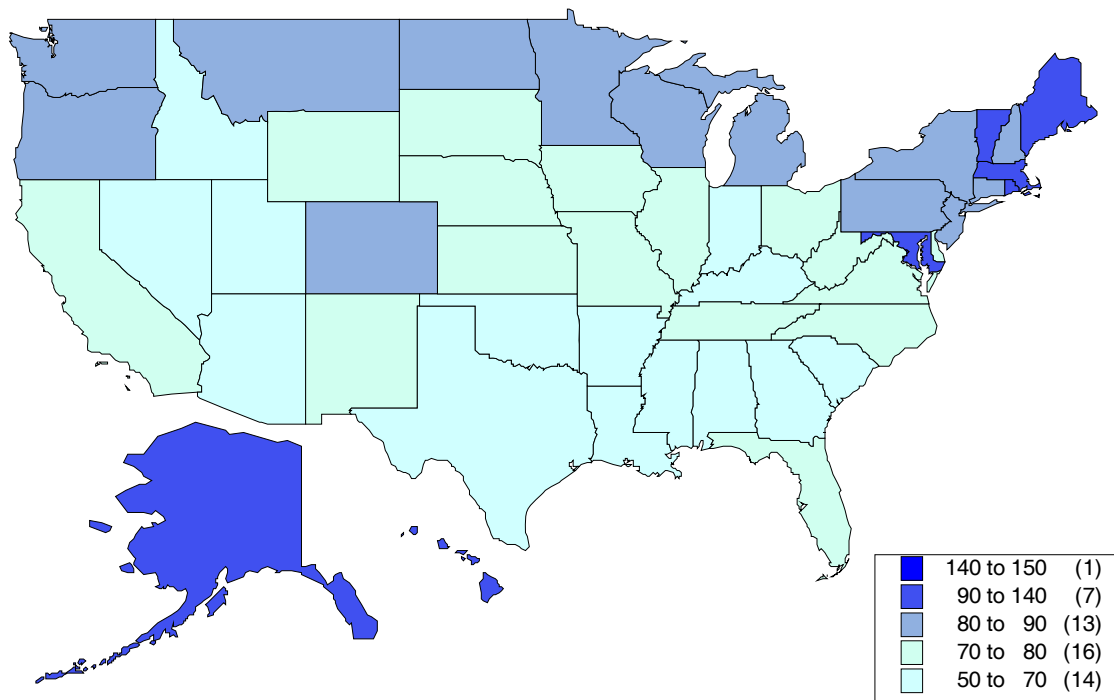 140 to 150 (1)
90 to 140 (7)
80 to 90 (13)
70 to 80 (16)
50 to 70 (14)